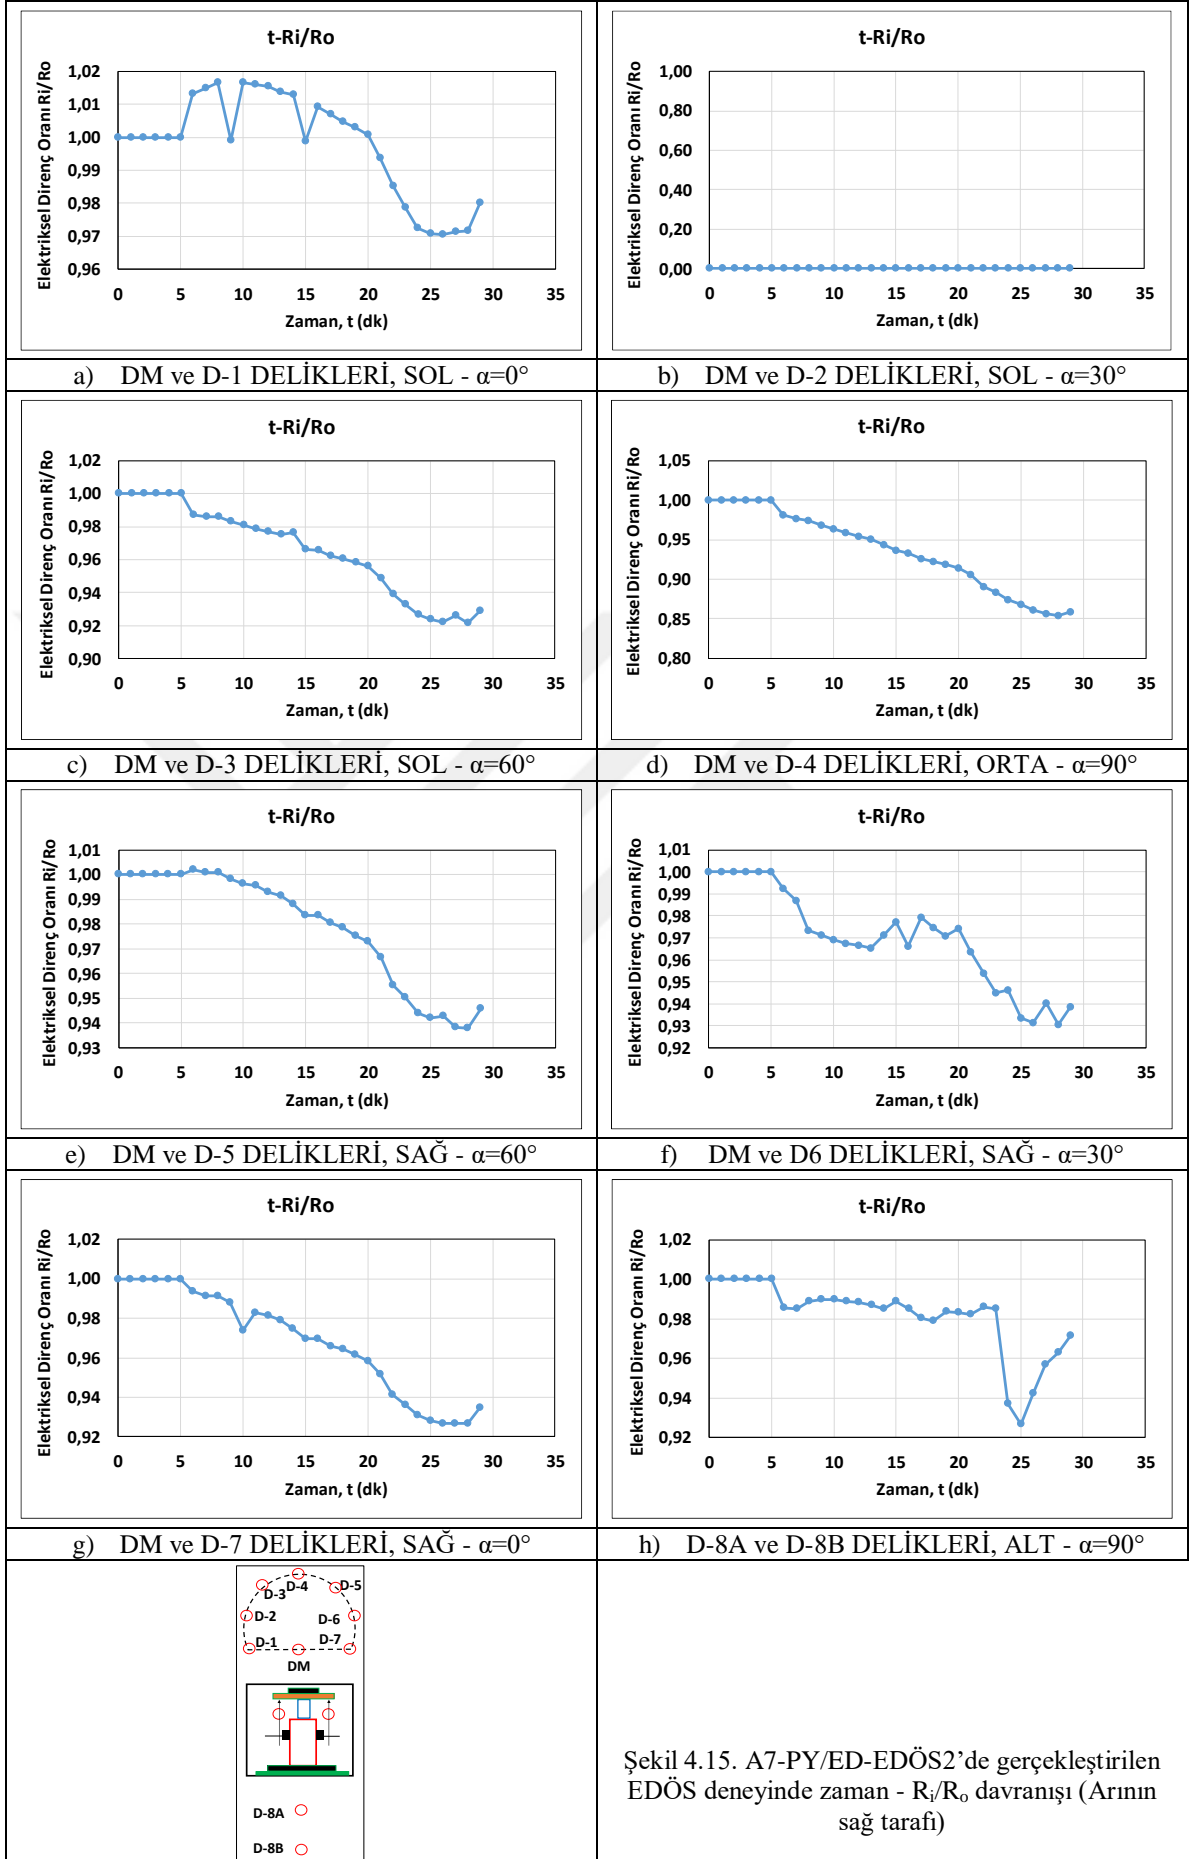 t-Ri/Ro
Elektriksel Direnç Oranı Ri/Ro
1,02
1,01
1,00
0,99
0,98
0,97
0,96
0 5 10 15 20 25 30 35
Zaman, t (dk)
t-Ri/Ro
Elektriksel Direnç Oranı Ri/Ro
1,00
0,80
0,60
0,40
0,20
0,00
0 5 10 15 20 25 30 35
Zaman, t (dk)
a) DM ve D-1 DELİKLERİ, SOL - α=0°
b) DM ve D-2 DELİKLERİ, SOL - α=30°
t-Ri/Ro
Elektriksel Direnç Oranı Ri/Ro
1,02
1,00
0,98
0,96
0,94
0,92
0,90
0 5 10 15 20 25 30 35
Zaman, t (dk)
t-Ri/Ro
Elektriksel Direnç Oranı Ri/Ro
1,05
1,00
0,95
0,90
0,85
0,80
0 5 10 15 20 25 30 35
Zaman, t (dk)
c) DM ve D-3 DELİKLERİ, SOL - α=60°
d) DM ve D-4 DELİKLERİ, ORTA - α=90°
t-Ri/Ro
Elektriksel Direnç Oranı Ri/Ro
1,01
1,00
0,99
0,98
0,97
0,96
0,95
0,94
0,93
0 5 10 15 20 25 30 35
Zaman, t (dk)
t-Ri/Ro
Elektriksel Direnç Oranı Ri/Ro
1,01
1,00
0,99
0,98
0,97
0,96
0,95
0,94
0,93
0,92
0 5 10 15 20 25 30 35
Zaman, t (dk)
e) DM ve D-5 DELİKLERİ, SAĞ - α=60°
f) DM ve D6 DELİKLERİ, SAĞ - α=30°
t-Ri/Ro
Elektriksel Direnç Oranı Ri/Ro
1,02
1,00
0,98
0,96
0,94
0,92
0 5 10 15 20 25 30 35
Zaman, t (dk)
t-Ri/Ro
Elektriksel Direnç Oranı Ri/Ro
1,02
1,00
0,98
0,96
0,94
0,92
0 5 10 15 20 25 30 35
Zaman, t (dk)
g) DM ve D-7 DELİKLERİ, SAĞ - α=0°
h) D-8A ve D-8B DELİKLERİ, ALT - α=90°
D-4
D-3
D-5
D-2
D-6
D-1
D-7
DM
D-8A
D-8B
Şekil 4.15. A7-PY/ED-EDÖS2’de gerçekleştirilen
EDÖS deneyinde zaman - Ri/Ro davranışı (Arının
sağ tarafı)